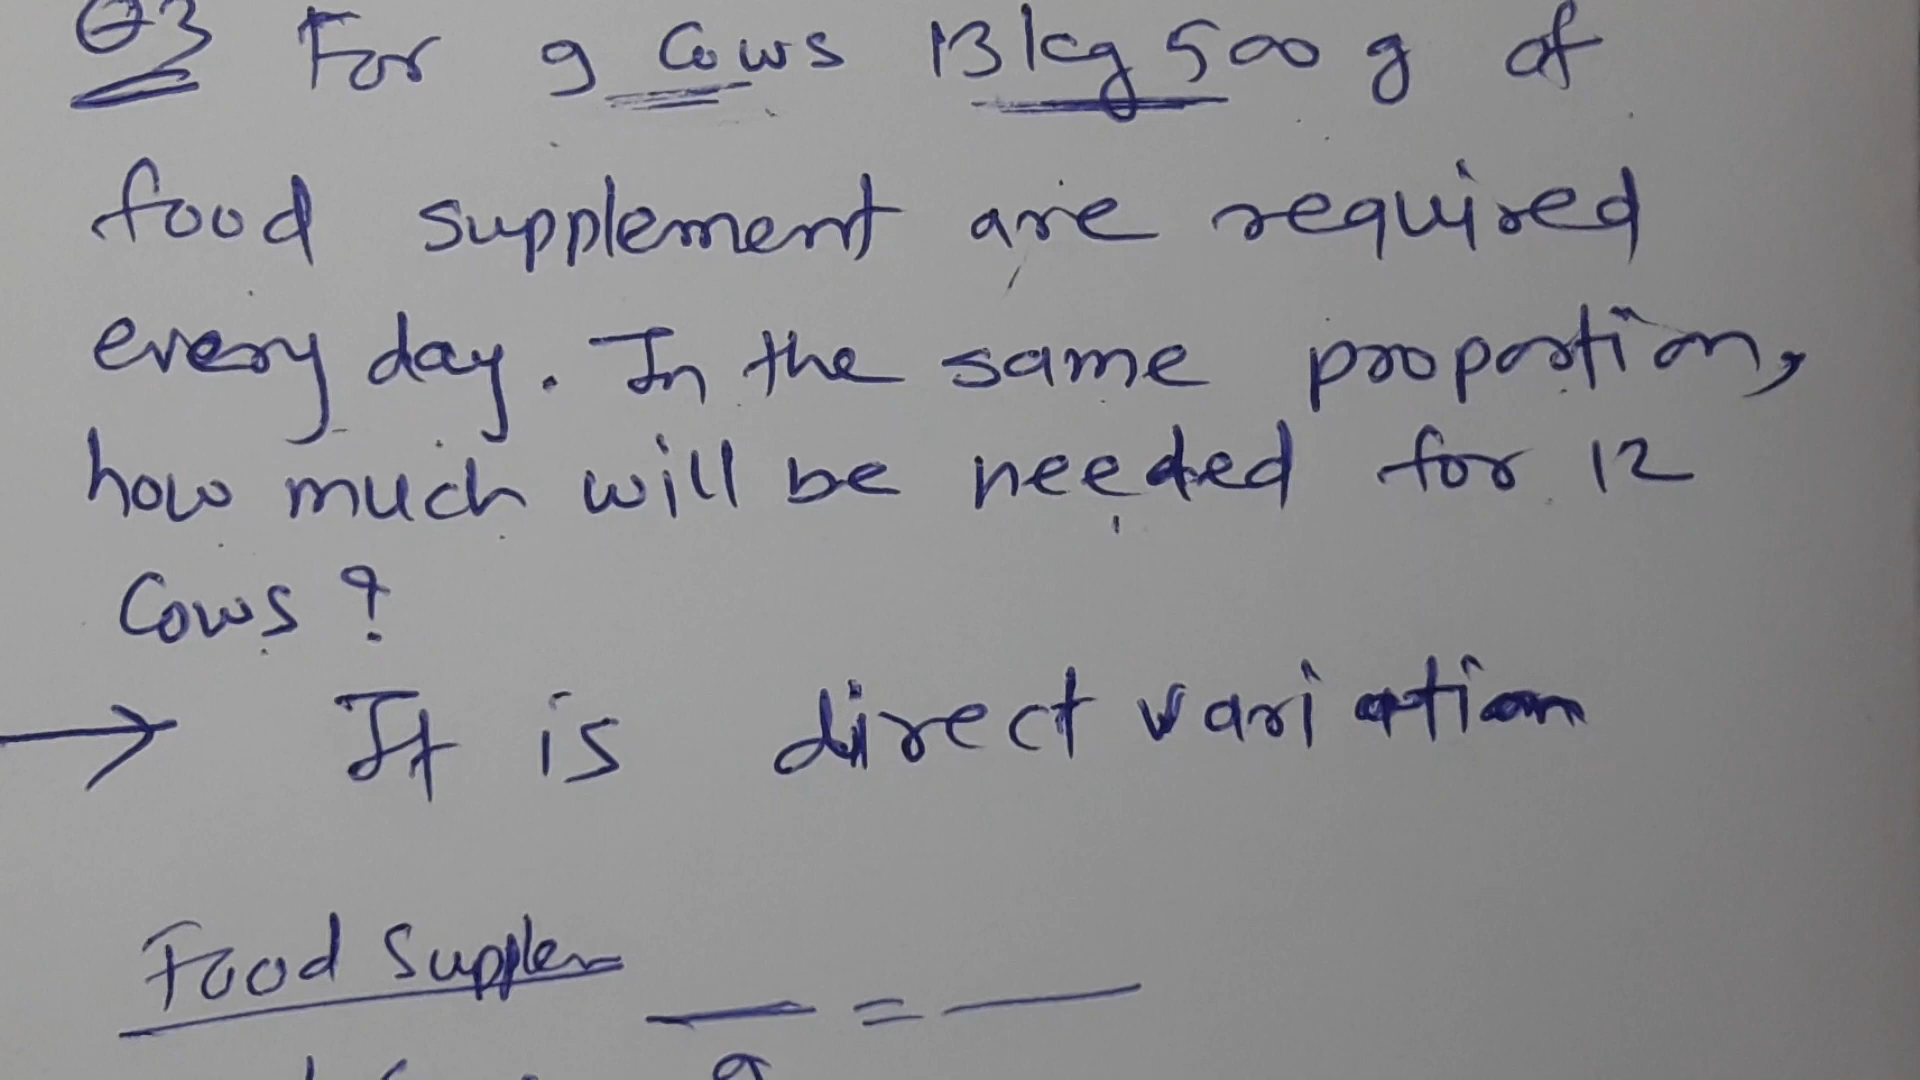 Q3 For 9 Cows 13kg 500 g of
food supplement are required
every day. In the same proportion,
how much will be needed for 12
Cows?
→ It is direct variation
Food Supplem
=
9